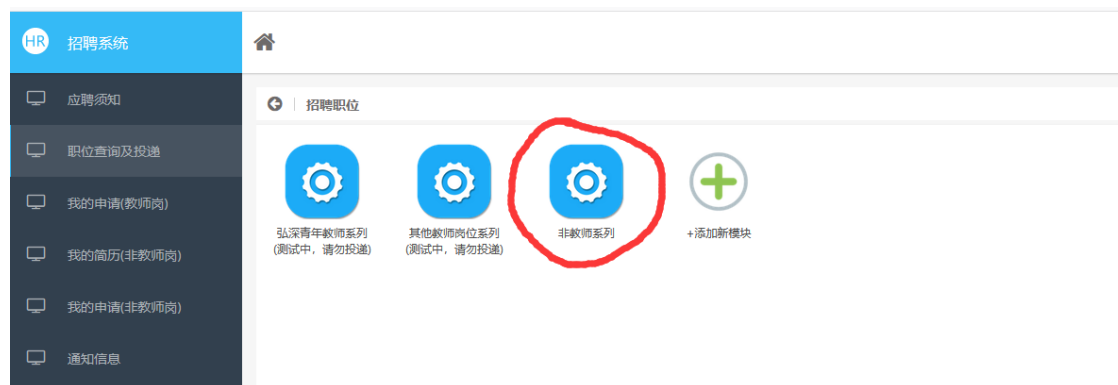 HR 招聘系统
应聘须知
职位查询及投递
我的申请(教师岗)
我的简历(非教师岗)
我的申请(非教师岗)
通知信息
招聘职位
弘深青年教师系列
(测试中，请勿投递)
其他教师岗位系列
(测试中，请勿投递)
非教师系列
+添加新模块